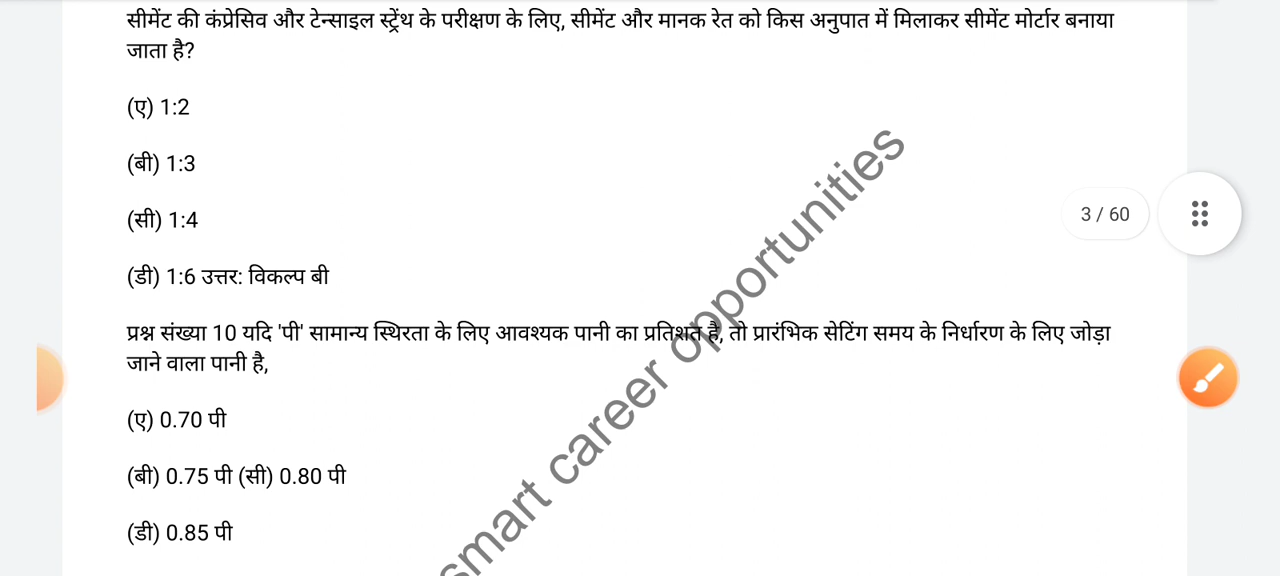 सीमेंट की कंप्रेसिव और टेन्साइल स्ट्रेंथ के परीक्षण के लिए, सीमेंट और मानक रेत को किस अनुपात में मिलाकर सीमेंट मोर्टार बनाया
जाता है?
(ए) 1:2
(बी) 1:3
(सी) 1:4
3 / 60
(डी) 1:6 उत्तर: विकल्प बी
प्रश्न संख्या 10 यदि 'पी' सामान्य स्थिरता के लिए आवश्यक पानी का प्रतिशत है, तो प्रारंभिक सेटिंग समय के निर्धारण के लिए जोड़ा
जाने वाला पानी है,
(ए) 0.70 पी
(बी) 0.75 पी (सी) 0.80 पी
(डी) 0.85 पी
smart career opportunities